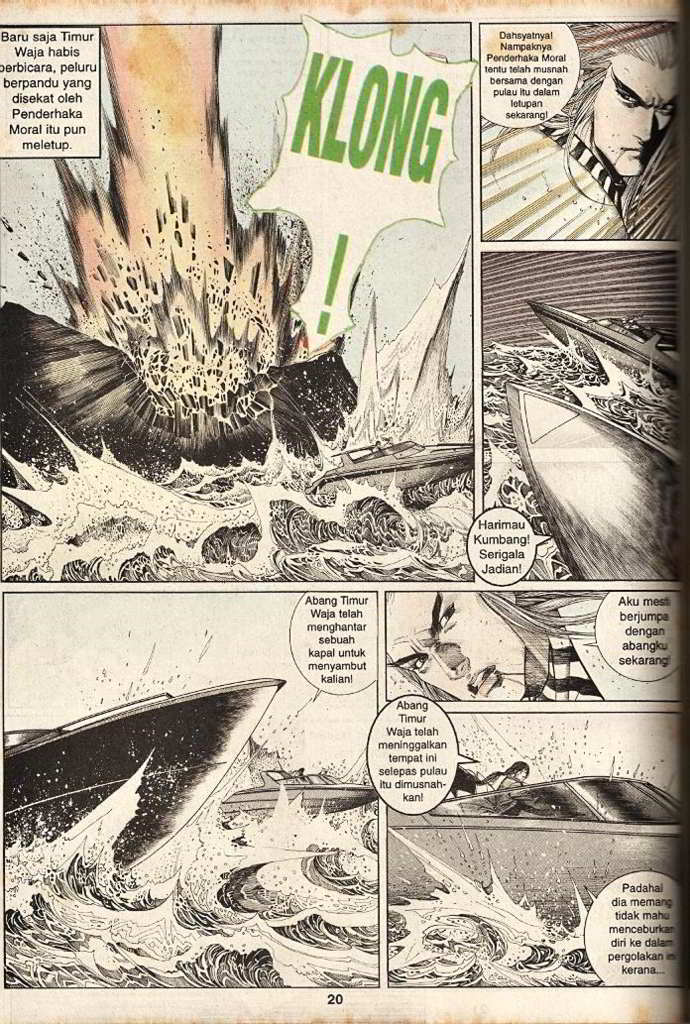 Baru saja Timur
Waja habis
berbicara, peluru
berpandu yang
disekat oleh
Penderhaka
Moral itu pun
meletup.
KLONG
!
Dahsyatnya!
Nampaknya
Penderhaka Moral
tentu telah musnah
bersama dengan
pulau itu dalam
letupan
sekarang!
Harimau
Kumbang!
Serigala
Jadian!
Abang Timur
Waja telah
menghantar
sebuah
kapal untuk
menyambut
kalian!
Aku mesti
berjumpa
dengan
abangku
sekarang!
Abang
Timur
Waja telah
meninggalkan
tempat ini
selepas pulau
itu dimusnah-
kan!
Padahal
dia memang
tidak mahu
menceburkan
diri ke dalam
pergolakan ini
kerana...
20